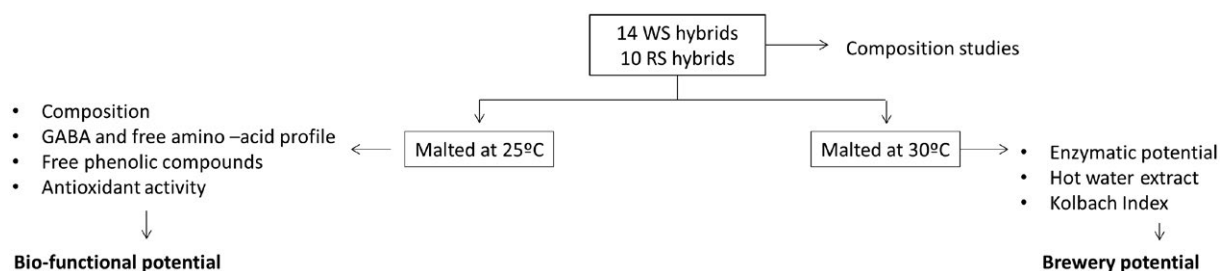 14 WS hybrids
10 RS hybrids
Composition studies
• Composition
• GABA and free amino –acid profile
• Free phenolic compounds
• Antioxidant activity
Malted at 25ºC
Malted at 30ºC
• Enzymatic potential
• Hot water extract
• Kolbach Index
Bio-functional potential
Brewery potential